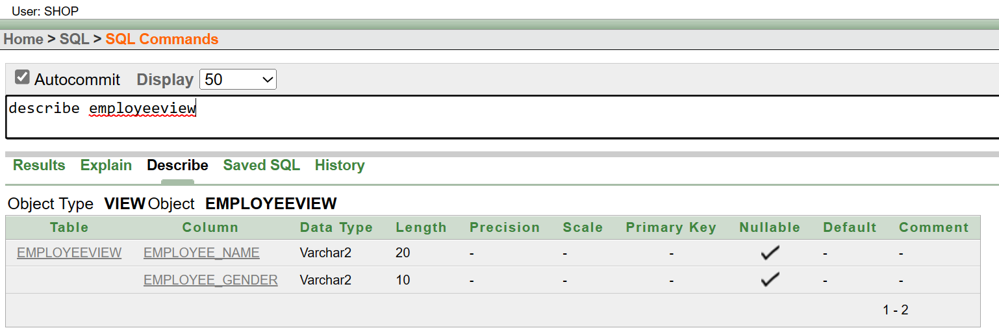 User: SHOP
Home > SQL > SQL Commands
Autocommit Display 50
describe employeeview
Results Explain Describe Saved SQL History
Object Type VIEW Object EMPLOYEEVIEW
Table Column Data Type Length Precision Scale Primary Key Nullable Default Comment
EMPLOYEEVIEW EMPLOYEE_NAME Varchar2 20 - - - - -
EMPLOYEE_GENDER Varchar2 10 - - - - -
1 - 2